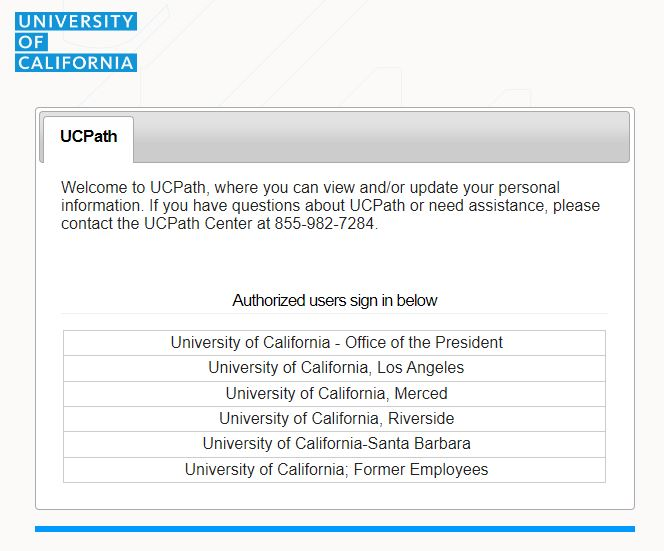 UNIVERSITY
OF
CALIFORNIA
UCPath
Welcome to UCPath, where you can view and/or update your personal
information. If you have questions about UCPath or need assistance, please
contact the UCPath Center at 855-982-7284.
Authorized users sign in below
University of California - Office of the President
University of California, Los Angeles
University of California, Merced
University of California, Riverside
University of California-Santa Barbara
University of California; Former Employees